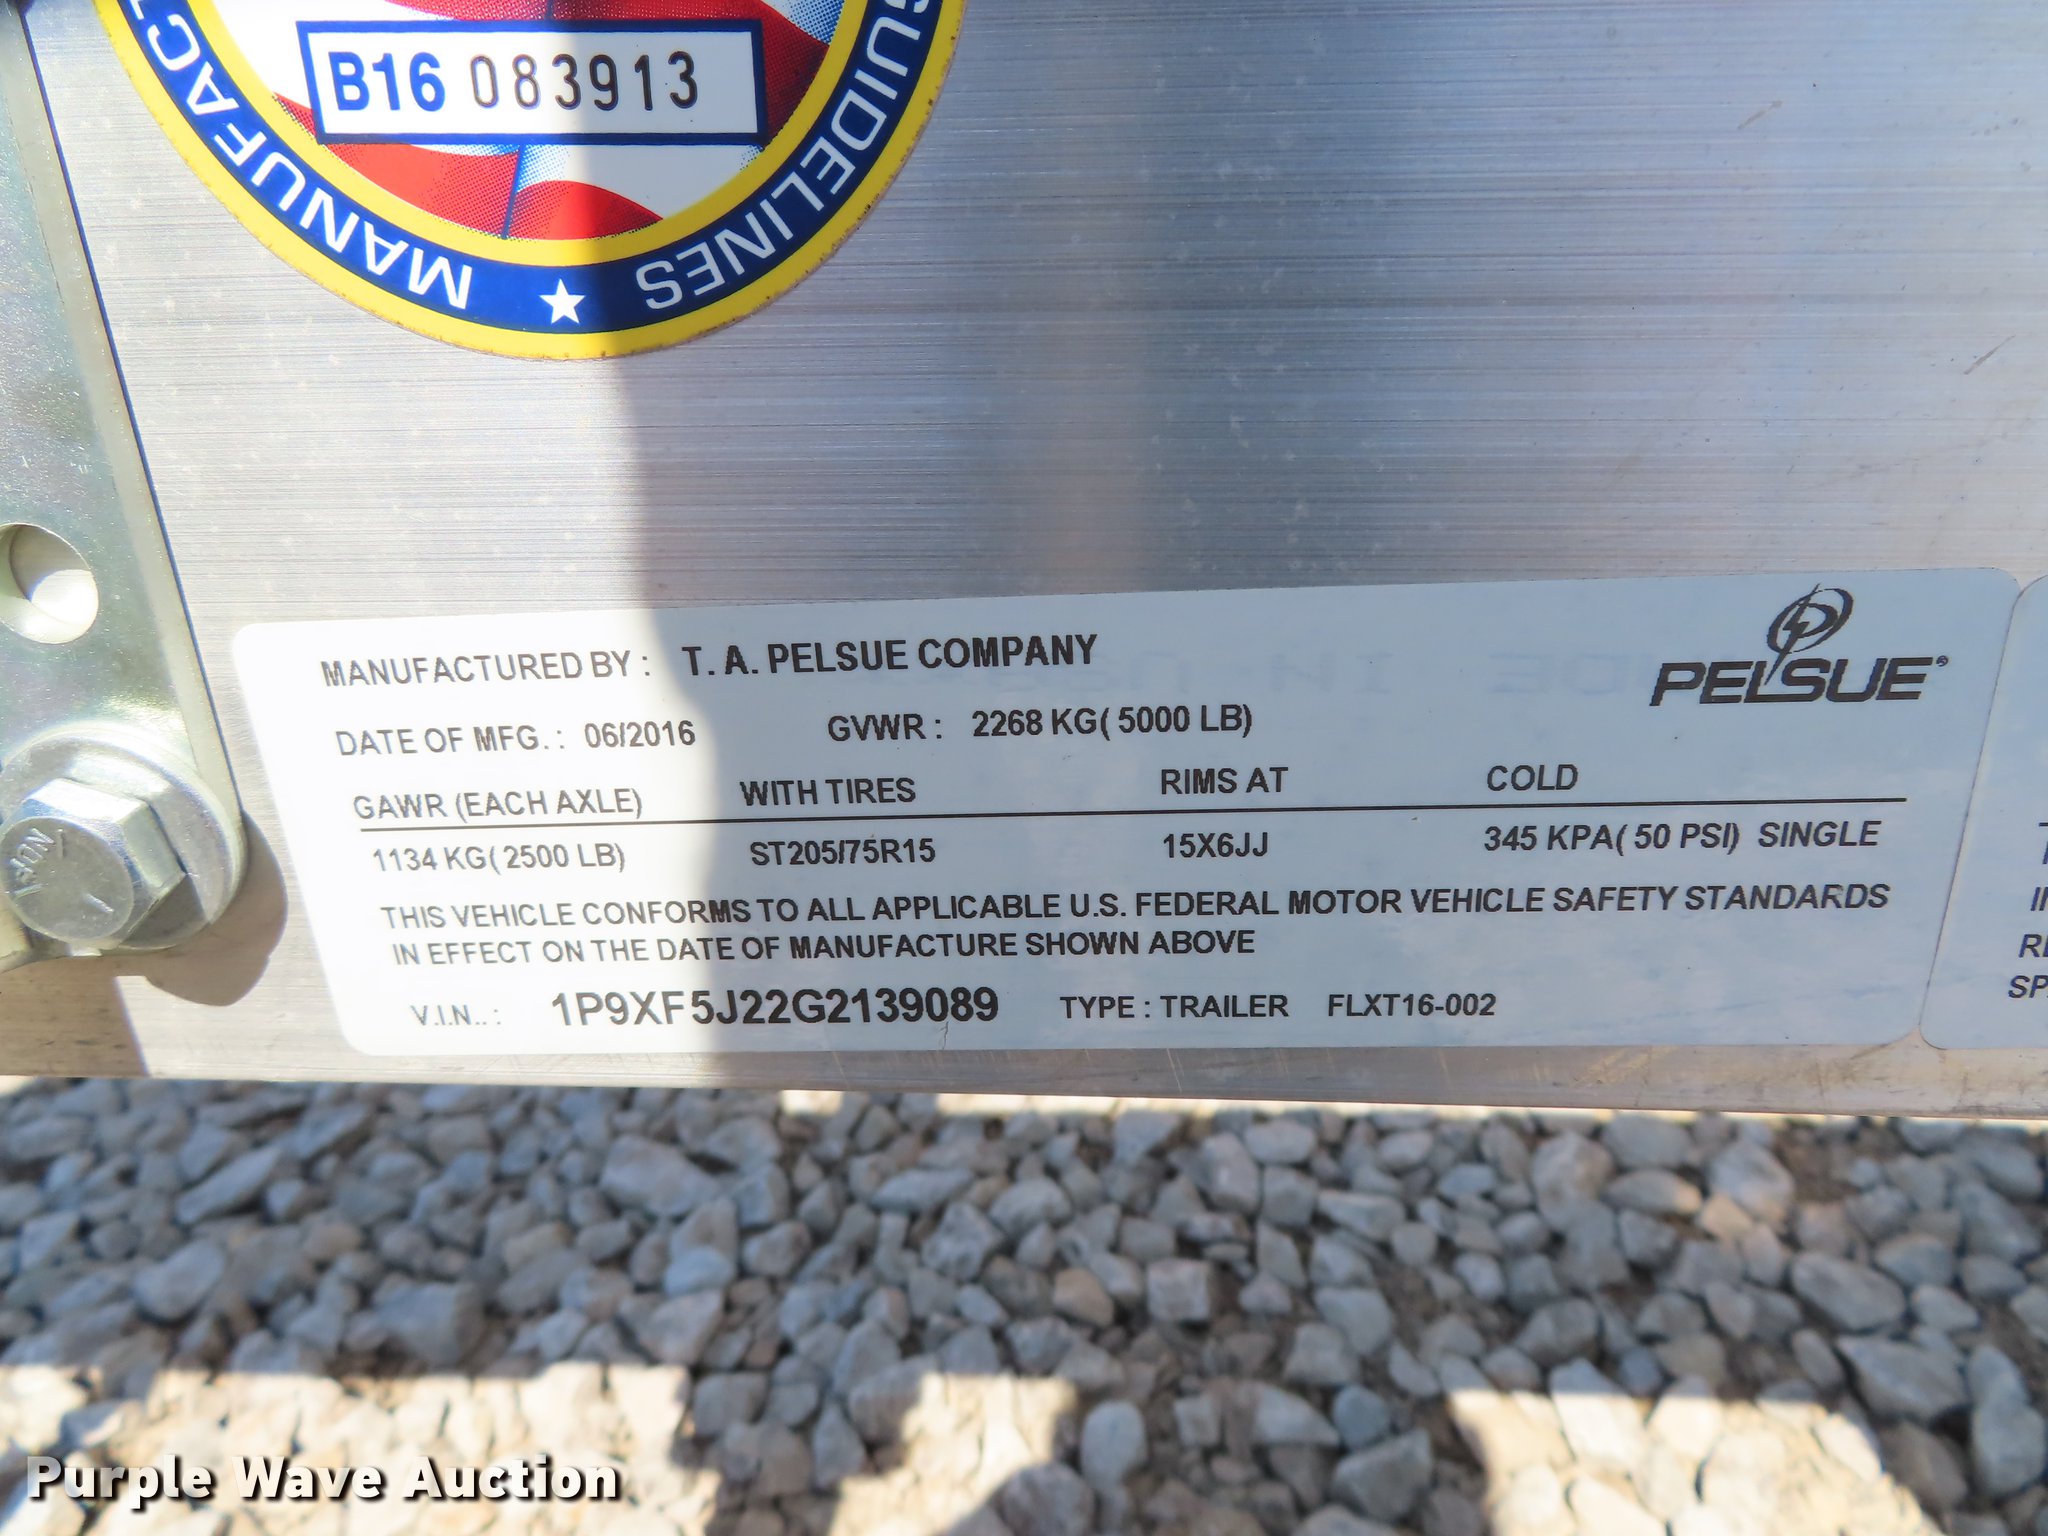 B16 083913
GUIDELINES
MANUFACT
MANUFACTURED BY : T. A. PELSUE COMPANY
PELSUE®
DATE OF MFG. : 06/2016 GVWR : 2268 KG( 5000 LB)
GAWR (EACH AXLE) WITH TIRES RIMS AT COLD
1134 KG( 2500 LB) ST205/75R15 15X6JJ 345 KPA( 50 PSI) SINGLE
THIS VEHICLE CONFORMS TO ALL APPLICABLE U.S. FEDERAL MOTOR VEHICLE SAFETY STANDARDS
IN EFFECT ON THE DATE OF MANUFACTURE SHOWN ABOVE
V.I.N.. : 1P9XF5J22G2139089 TYPE : TRAILER FLXT16-002
Purple Wave Auction